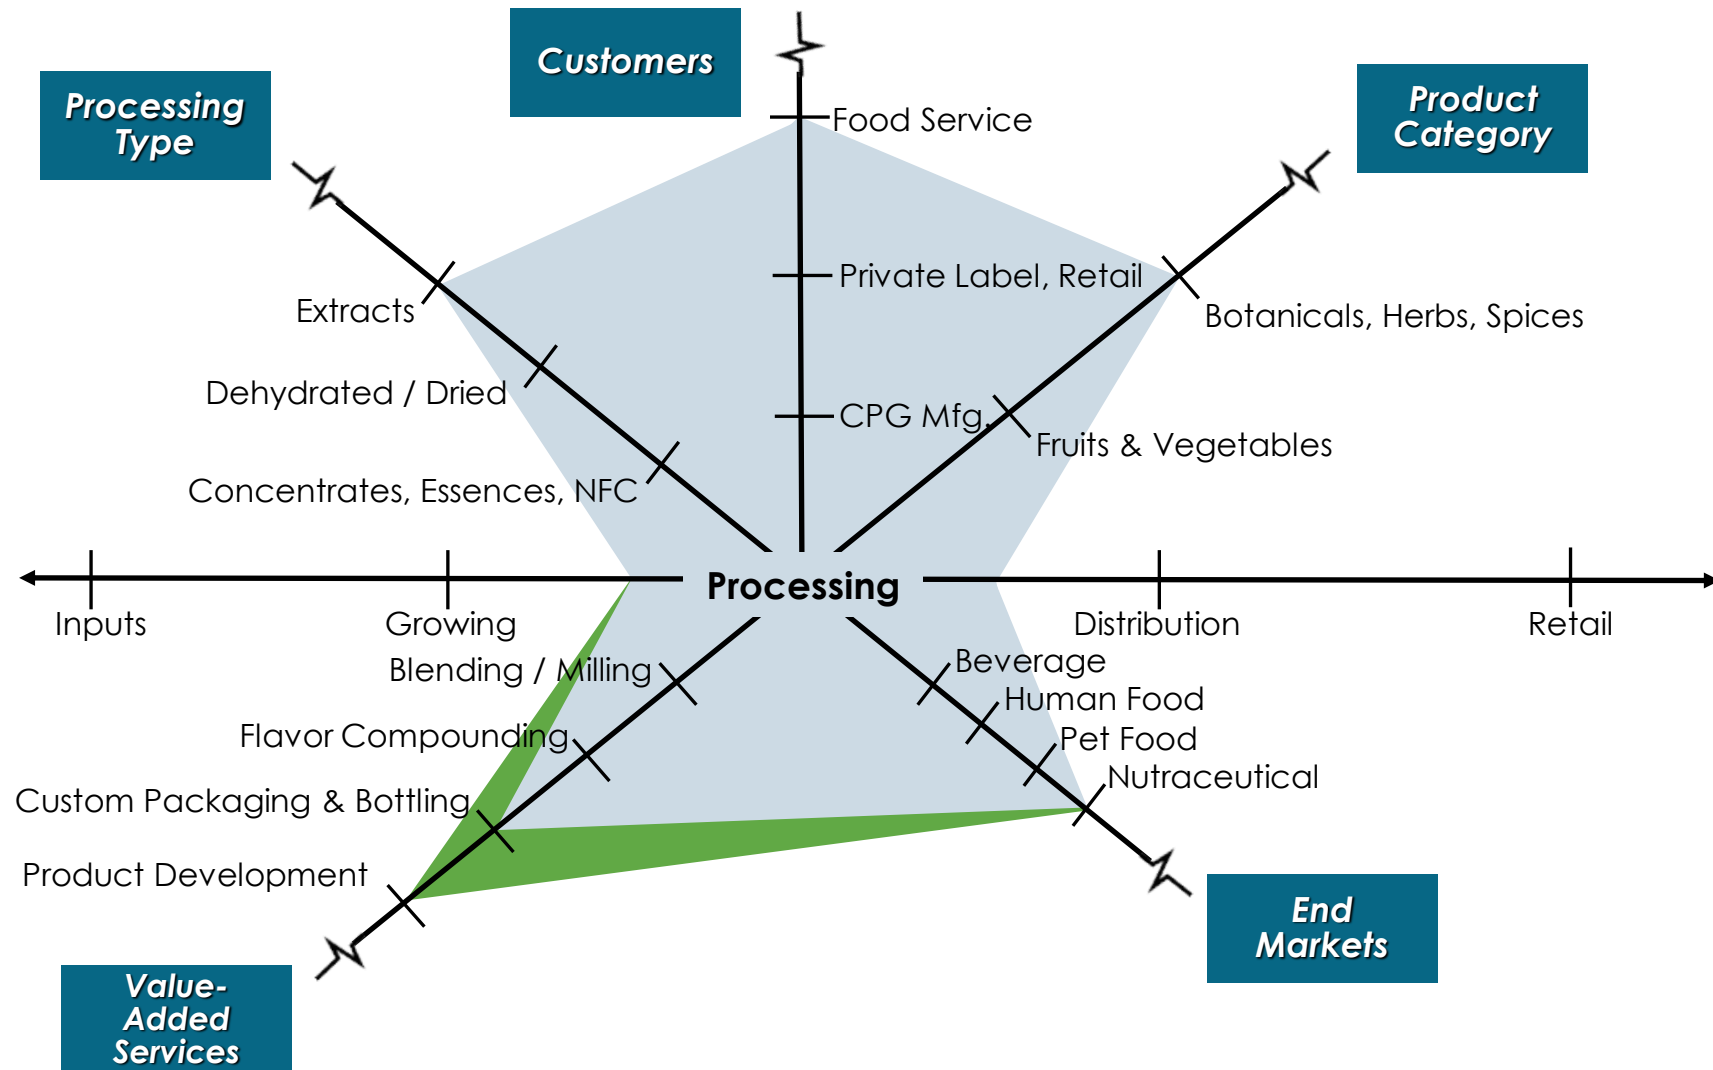 Customers
Processing
Type
Product
Category
Food Service
Private Label, Retail
Extracts
Botanicals, Herbs, Spices
Dehydrated / Dried
CPG Mfg.
Fruits & Vegetables
Concentrates, Essences, NFC
Processing
Inputs
Growing
Distribution
Retail
Blending / Milling
Beverage
Human Food
Flavor Compounding
Pet Food
Nutraceutical
Custom Packaging & Bottling
Product Development
End
Markets
Value-
Added
Services